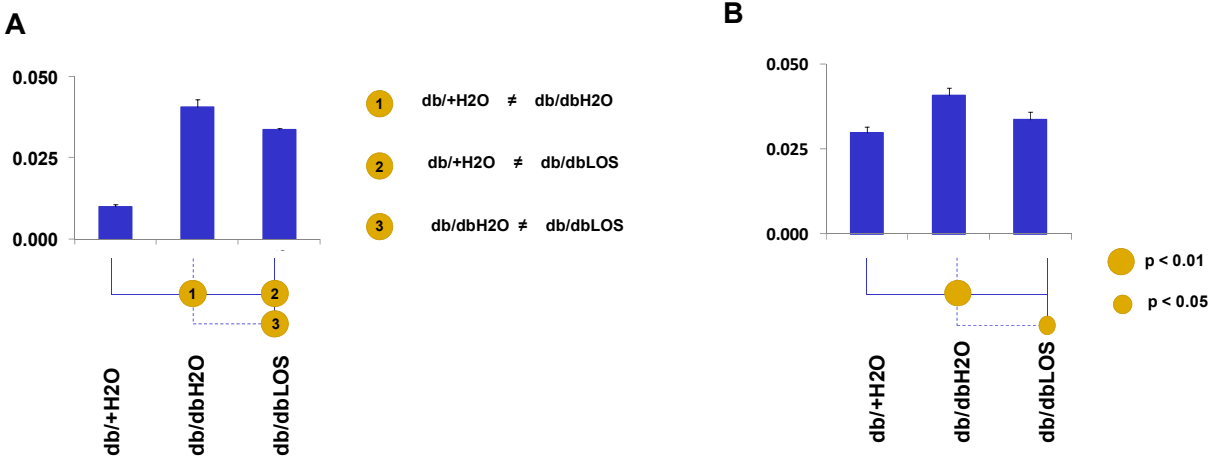 A
0.050
0.025
0.000
1 db/+H2O ≠ db/dbH2O
2 db/+H2O ≠ db/dbLOS
3 db/dbH2O ≠ db/dbLOS
1
2
3
db/+H2O
db/dbH2O
db/dbLOS
B
0.050
0.025
0.000
p < 0.01
p < 0.05
db/+H2O
db/dbH2O
db/dbLOS